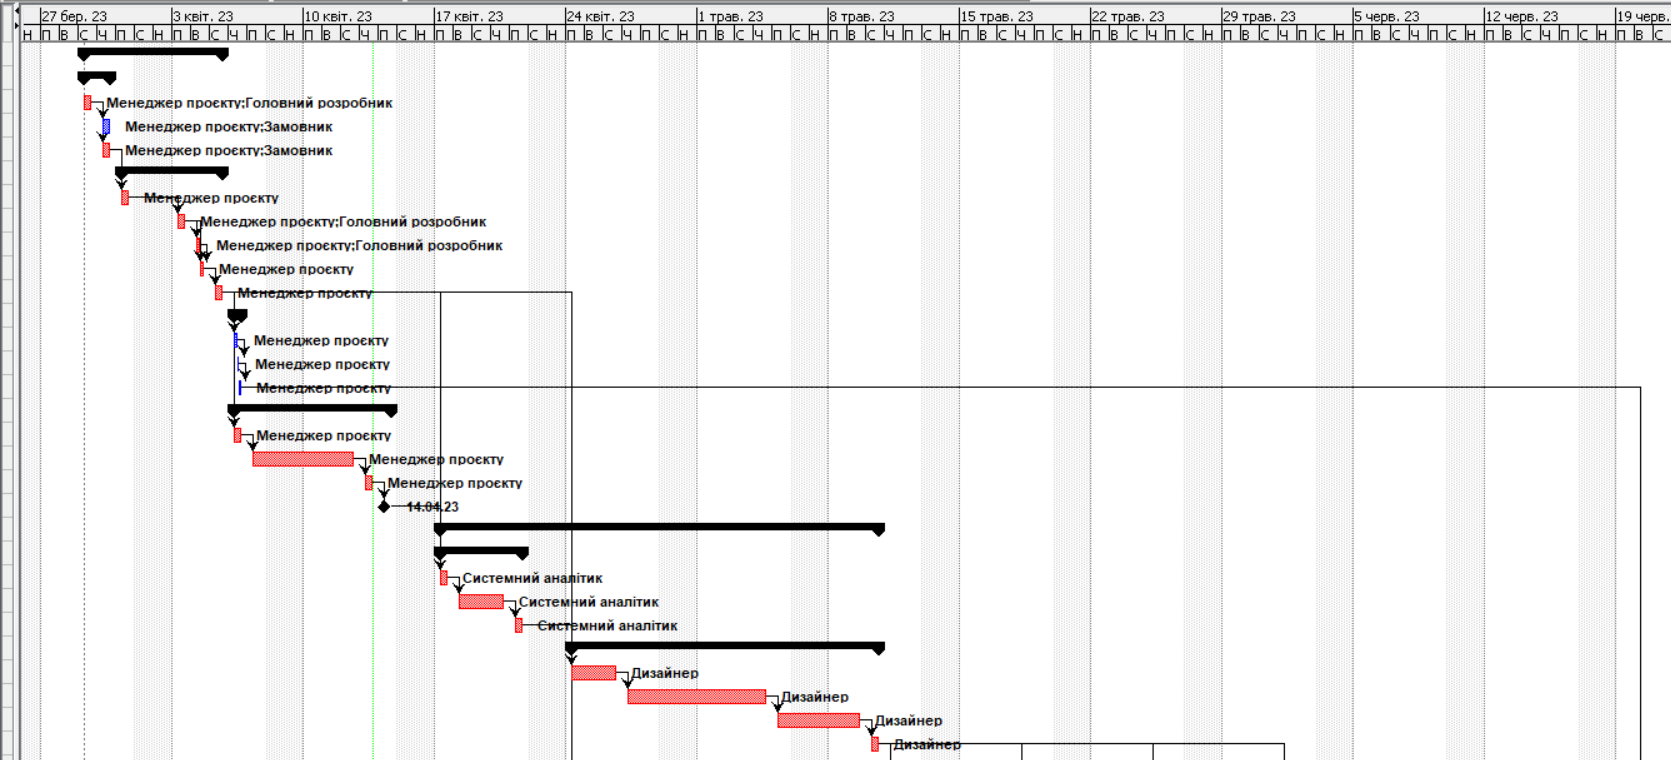 27 бер. 23 3 квіт. 23 10 квіт. 23 17 квіт. 23 24 квіт. 23 1 трав. 23 8 трав. 23 15 трав. 23 22 трав. 23 29 трав. 23 5 черв. 23 12 черв. 23 19 черв.
Н П В С Ч П С Н П В С Ч П С Н П В С Ч П С Н П В С Ч П С Н П В С Ч П С Н П В С Ч П С Н П В С Ч П С Н П В С Ч П С Н П В С Ч П С Н П В С Ч П С Н П В С Ч П С Н П В С Ч П С Н П В С
Менеджер проєкту;Головний розробник
Менеджер проєкту;Замовник
Менеджер проєкту;Замовник
Менеджер проєкту
Менеджер проєкту;Головний розробник
Менеджер проєкту;Головний розробник
Менеджер проєкту
Менеджер проєкту
Менеджер проєкту
Менеджер проєкту
Менеджер проєкту
Менеджер проєкту
Менеджер проєкту
Менеджер проєкту
14.04.23
Системний аналітик
Системний аналітик
Системний аналітик
Дизайнер
Дизайнер
Дизайнер
Дизайнер